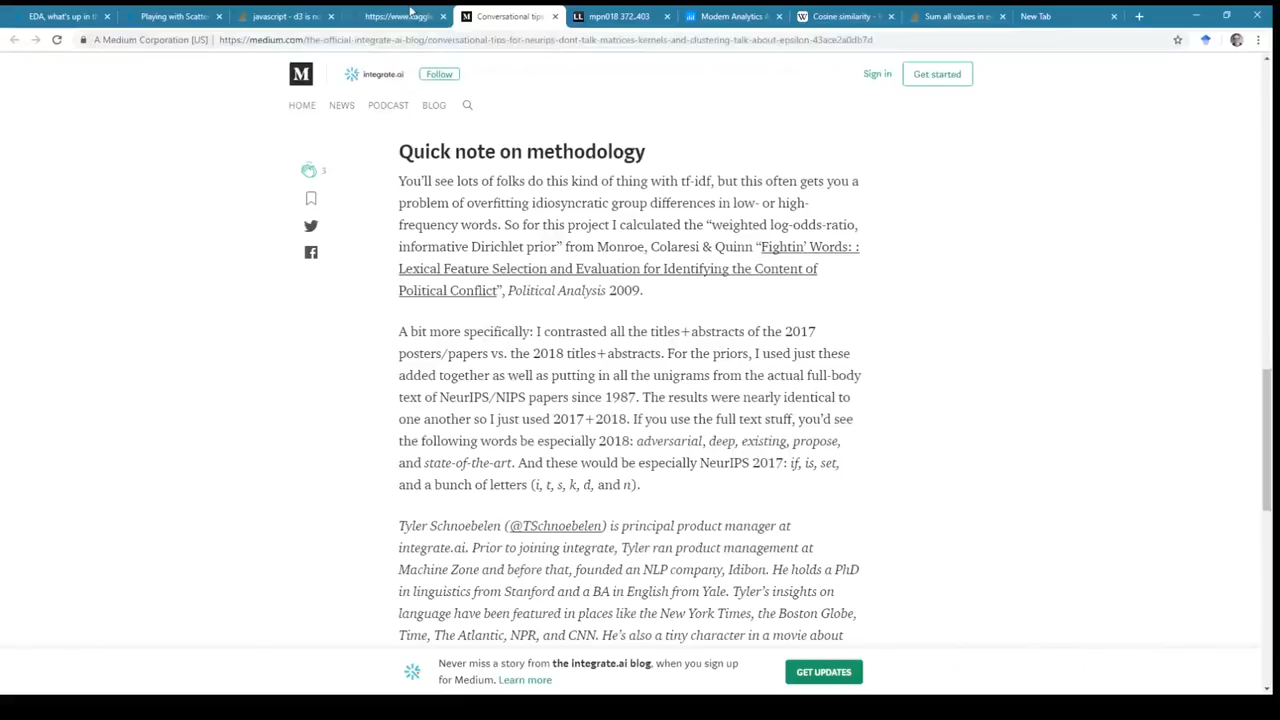 EDA, what's up in th
Playing with Scatte
javascript - d3 is no
https://www.kaggle
Conversational tips
mpn018 372..403
Modern Analytics A
Cosine similarity - W
Sum all values in e
New Tab
A Medium Corporation [US] https://medium.com/the-official-integrate-ai-blog/conversational-tips-for-neurips-dont-talk-matrices-kernels-and-clustering-talk-about-epsilon-43ace2a0db7d
M integrate.ai Follow Sign in Get started
HOME NEWS PODCAST BLOG
Quick note on methodology
You'll see lots of folks do this kind of thing with tf-idf, but this often gets you a
problem of overfitting idiosyncratic group differences in low- or high-
frequency words. So for this project I calculated the “weighted log-odds-ratio,
informative Dirichlet prior” from Monroe, Colaresi & Quinn “Fightin’ Words: :
Lexical Feature Selection and Evaluation for Identifying the Content of
Political Conflict”, Political Analysis 2009.
3
A bit more specifically: I contrasted all the titles+abstracts of the 2017
posters/papers vs. the 2018 titles+abstracts. For the priors, I used just these
added together as well as putting in all the unigrams from the actual full-body
text of NeurIPS/NIPS papers since 1987. The results were nearly identical to
one another so I just used 2017+2018. If you use the full text stuff, you’d see
the following words be especially 2018: adversarial, deep, existing, propose,
and state-of-the-art. And these would be especially NeurIPS 2017: if, is, set,
and a bunch of letters (i, t, s, k, d, and n).
Tyler Schnoebelen (@TSchnoebelen) is principal product manager at
integrate.ai. Prior to joining integrate, Tyler ran product management at
Machine Zone and before that, founded an NLP company, Idibon. He holds a PhD
in linguistics from Stanford and a BA in English from Yale. Tyler’s insights on
language have been featured in places like the New York Times, the Boston Globe,
Time, The Atlantic, NPR, and CNN. He’s also a tiny character in a movie about
Never miss a story from the integrate.ai blog, when you sign up
for Medium. Learn more
GET UPDATES